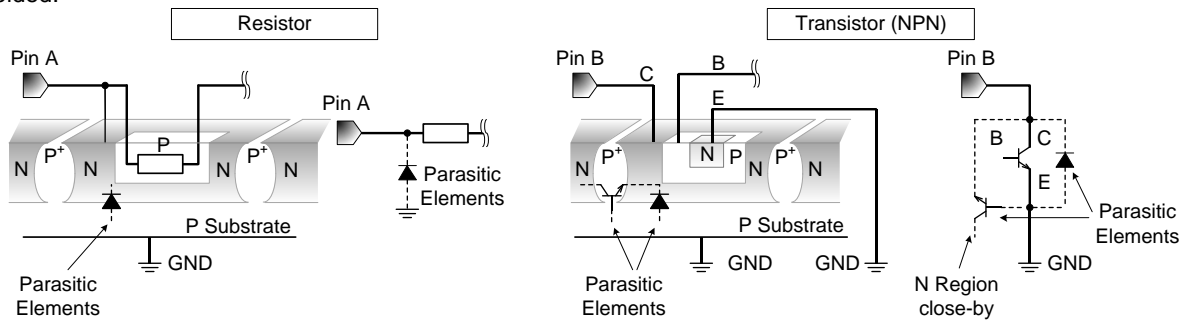 Resistor
Transistor (NPN)
Pin A
Pin A
N
P+
N
P
N
P+
N
Parasitic
Elements
P Substrate
GND
Parasitic
Elements
Pin B
C
B
E
N
P+
N
N
P
N
P+
N
P Substrate
GND
GND
Parasitic
Elements
Pin B
B
C
E
Parasitic
Elements
GND
N Region
close-by